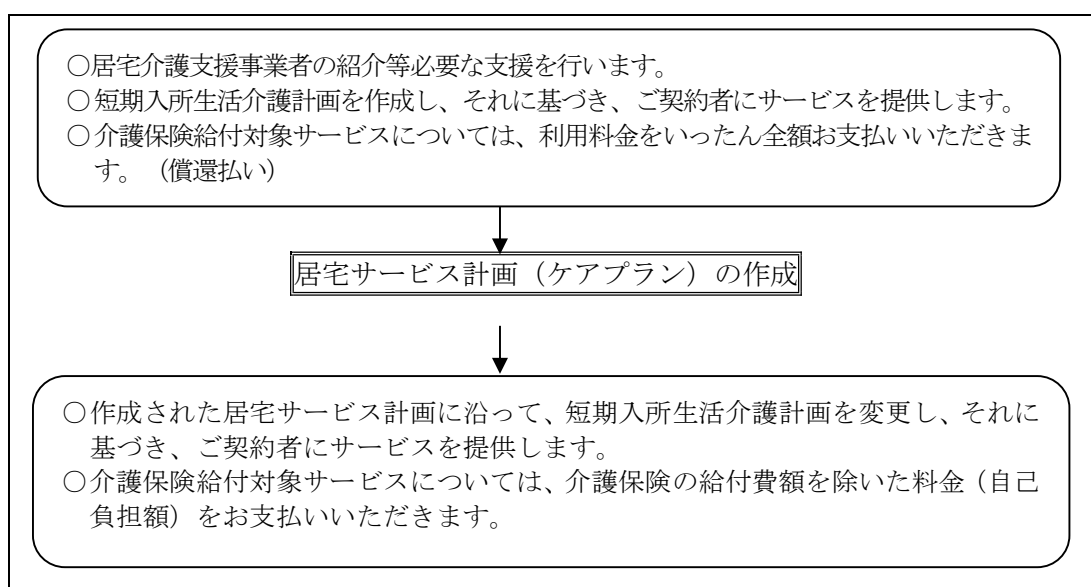 ○居宅介護支援事業者の紹介等必要な支援を行います。
○短期入所生活介護計画を作成し、それに基づき、ご契約者にサービスを提供します。
○介護保険給付対象サービスについては、利用料金をいったん全額お支払いいただきま
す。（償還払い）
居宅サービス計画（ケアプラン）の作成
○作成された居宅サービス計画に沿って、短期入所生活介護計画を変更し、それに
基づき、ご契約者にサービスを提供します。
○介護保険給付対象サービスについては、介護保険の給付費額を除いた料金（自己
負担額）をお支払いいただきます。